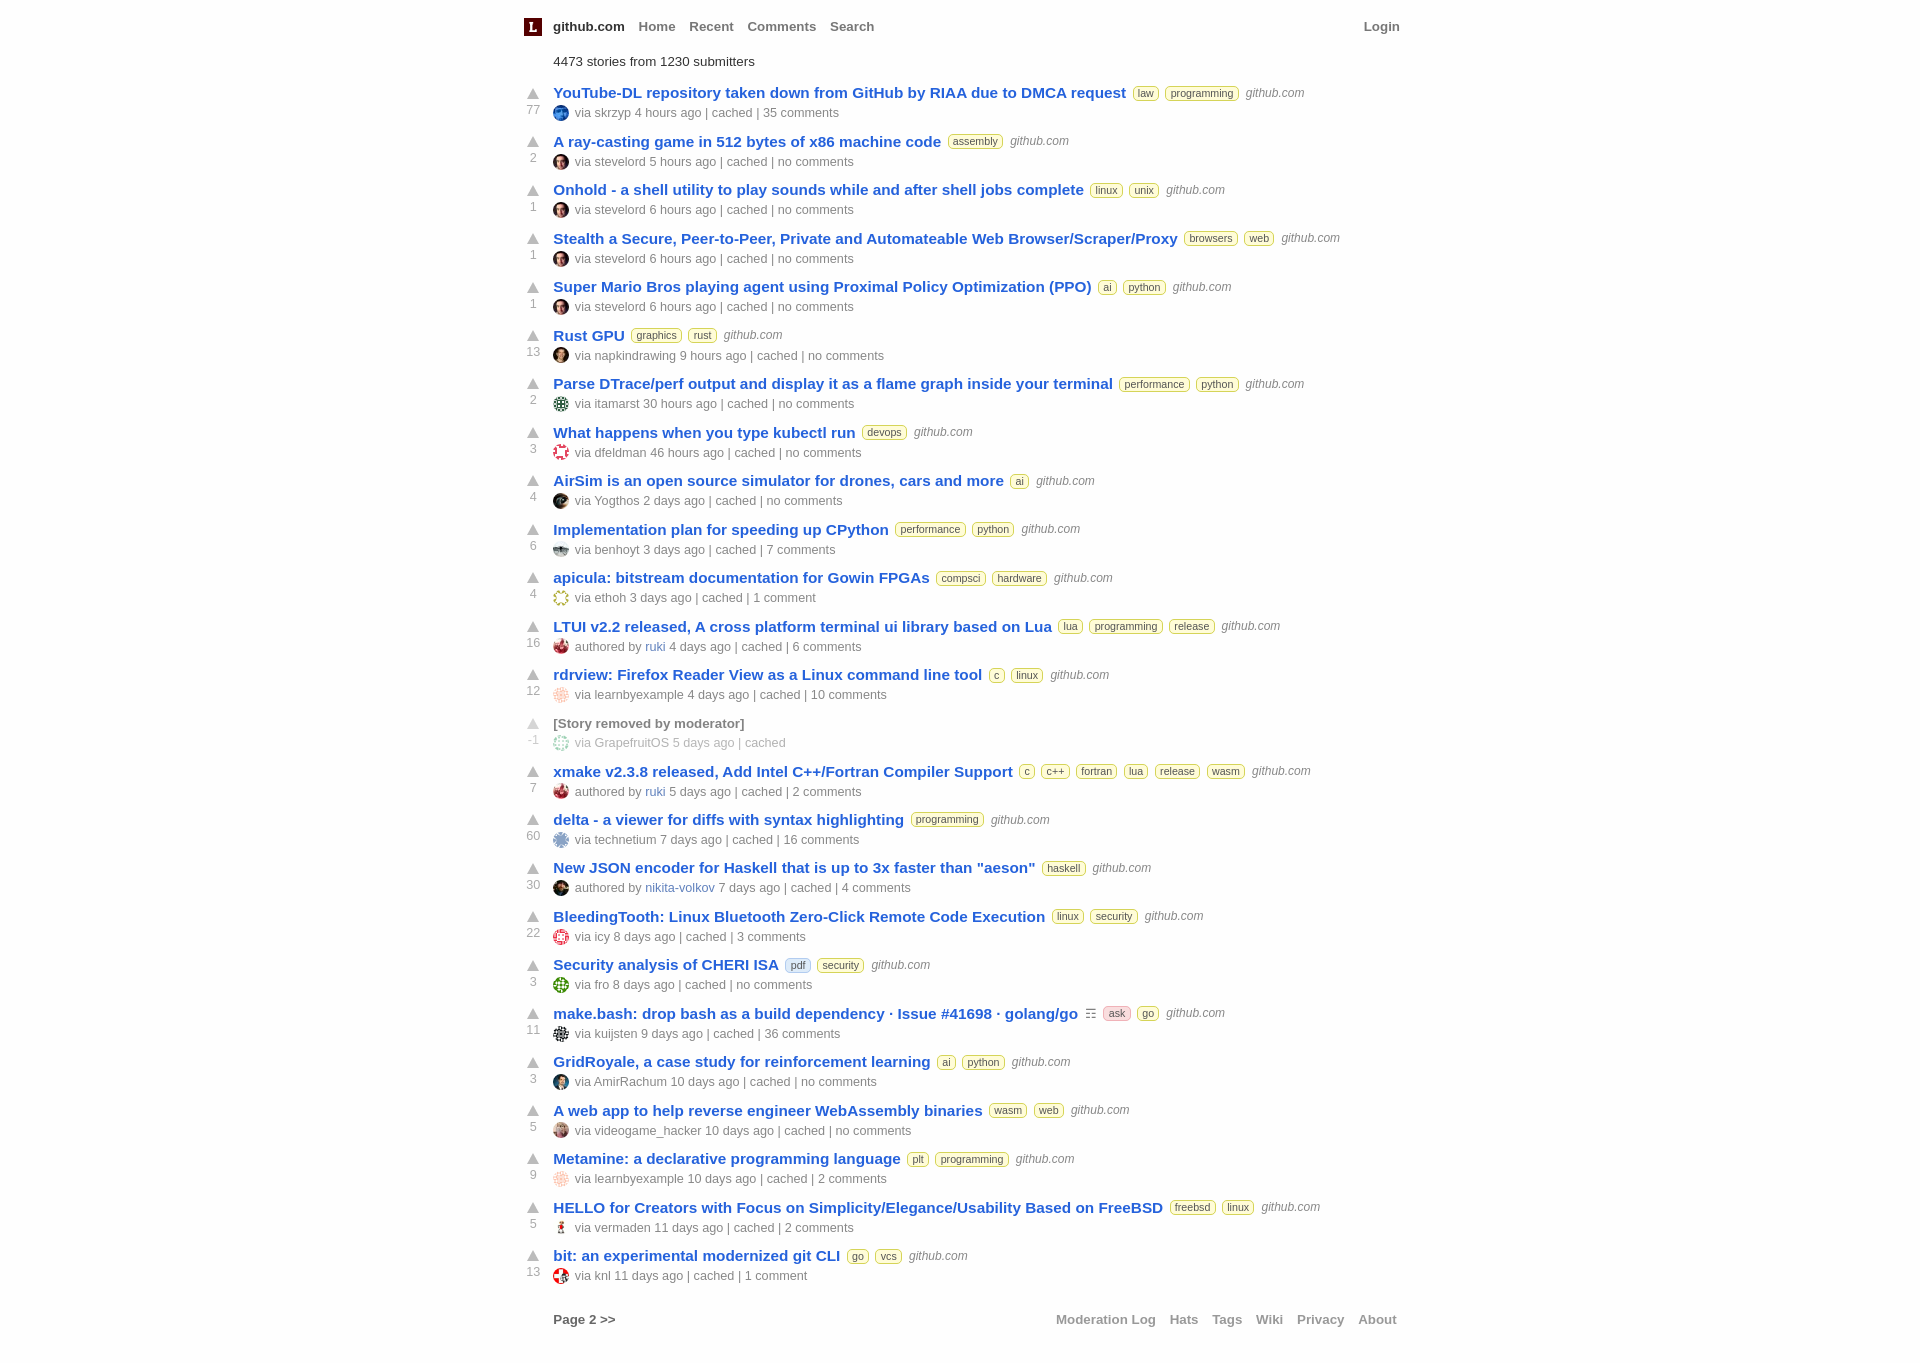 L github.com Home Recent Comments Search Login
4473 stories from 1230 submitters
YouTube-DL repository taken down from GitHub by RIAA due to DMCA request law programming github.com
77 via skrzyp 4 hours ago | cached | 35 comments
A ray-casting game in 512 bytes of x86 machine code assembly github.com
2 via stevelord 5 hours ago | cached | no comments
Onhold - a shell utility to play sounds while and after shell jobs complete linux unix github.com
1 via stevelord 6 hours ago | cached | no comments
Stealth a Secure, Peer-to-Peer, Private and Automateable Web Browser/Scraper/Proxy browsers web github.com
1 via stevelord 6 hours ago | cached | no comments
Super Mario Bros playing agent using Proximal Policy Optimization (PPO) ai python github.com
1 via stevelord 6 hours ago | cached | no comments
Rust GPU graphics rust github.com
13 via napkindrawing 9 hours ago | cached | no comments
Parse DTrace/perf output and display it as a flame graph inside your terminal performance python github.com
2 via itamarst 30 hours ago | cached | no comments
What happens when you type kubectl run devops github.com
3 via dfeldman 46 hours ago | cached | no comments
AirSim is an open source simulator for drones, cars and more ai github.com
4 via Yogthos 2 days ago | cached | no comments
Implementation plan for speeding up CPython performance python github.com
6 via benhoyt 3 days ago | cached | 7 comments
apicula: bitstream documentation for Gowin FPGAs compsci hardware github.com
4 via ethoh 3 days ago | cached | 1 comment
LTUI v2.2 released, A cross platform terminal ui library based on Lua lua programming release github.com
16 authored by ruki 4 days ago | cached | 6 comments
rdrview: Firefox Reader View as a Linux command line tool c linux github.com
12 via learnbyexample 4 days ago | cached | 10 comments
[Story removed by moderator]
-1 via GrapefruitOS 5 days ago | cached
xmake v2.3.8 released, Add Intel C++/Fortran Compiler Support c c++ fortran lua release wasm github.com
7 authored by ruki 5 days ago | cached | 2 comments
delta - a viewer for diffs with syntax highlighting programming github.com
60 via technetium 7 days ago | cached | 16 comments
New JSON encoder for Haskell that is up to 3x faster than "aeson" haskell github.com
30 authored by nikita-volkov 7 days ago | cached | 4 comments
BleedingTooth: Linux Bluetooth Zero-Click Remote Code Execution linux security github.com
22 via icy 8 days ago | cached | 3 comments
Security analysis of CHERI ISA pdf security github.com
3 via fro 8 days ago | cached | no comments
make.bash: drop bash as a build dependency · Issue #41698 · golang/go ☶ ask go github.com
11 via kuijsten 9 days ago | cached | 36 comments
GridRoyale, a case study for reinforcement learning ai python github.com
3 via AmirRachum 10 days ago | cached | no comments
A web app to help reverse engineer WebAssembly binaries wasm web github.com
5 via videogame_hacker 10 days ago | cached | no comments
Metamine: a declarative programming language plt programming github.com
9 via learnbyexample 10 days ago | cached | 2 comments
HELLO for Creators with Focus on Simplicity/Elegance/Usability Based on FreeBSD freebsd linux github.com
5 via vermaden 11 days ago | cached | 2 comments
bit: an experimental modernized git CLI go vcs github.com
13 via knl 11 days ago | cached | 1 comment
Page 2 >> Moderation Log Hats Tags Wiki Privacy About